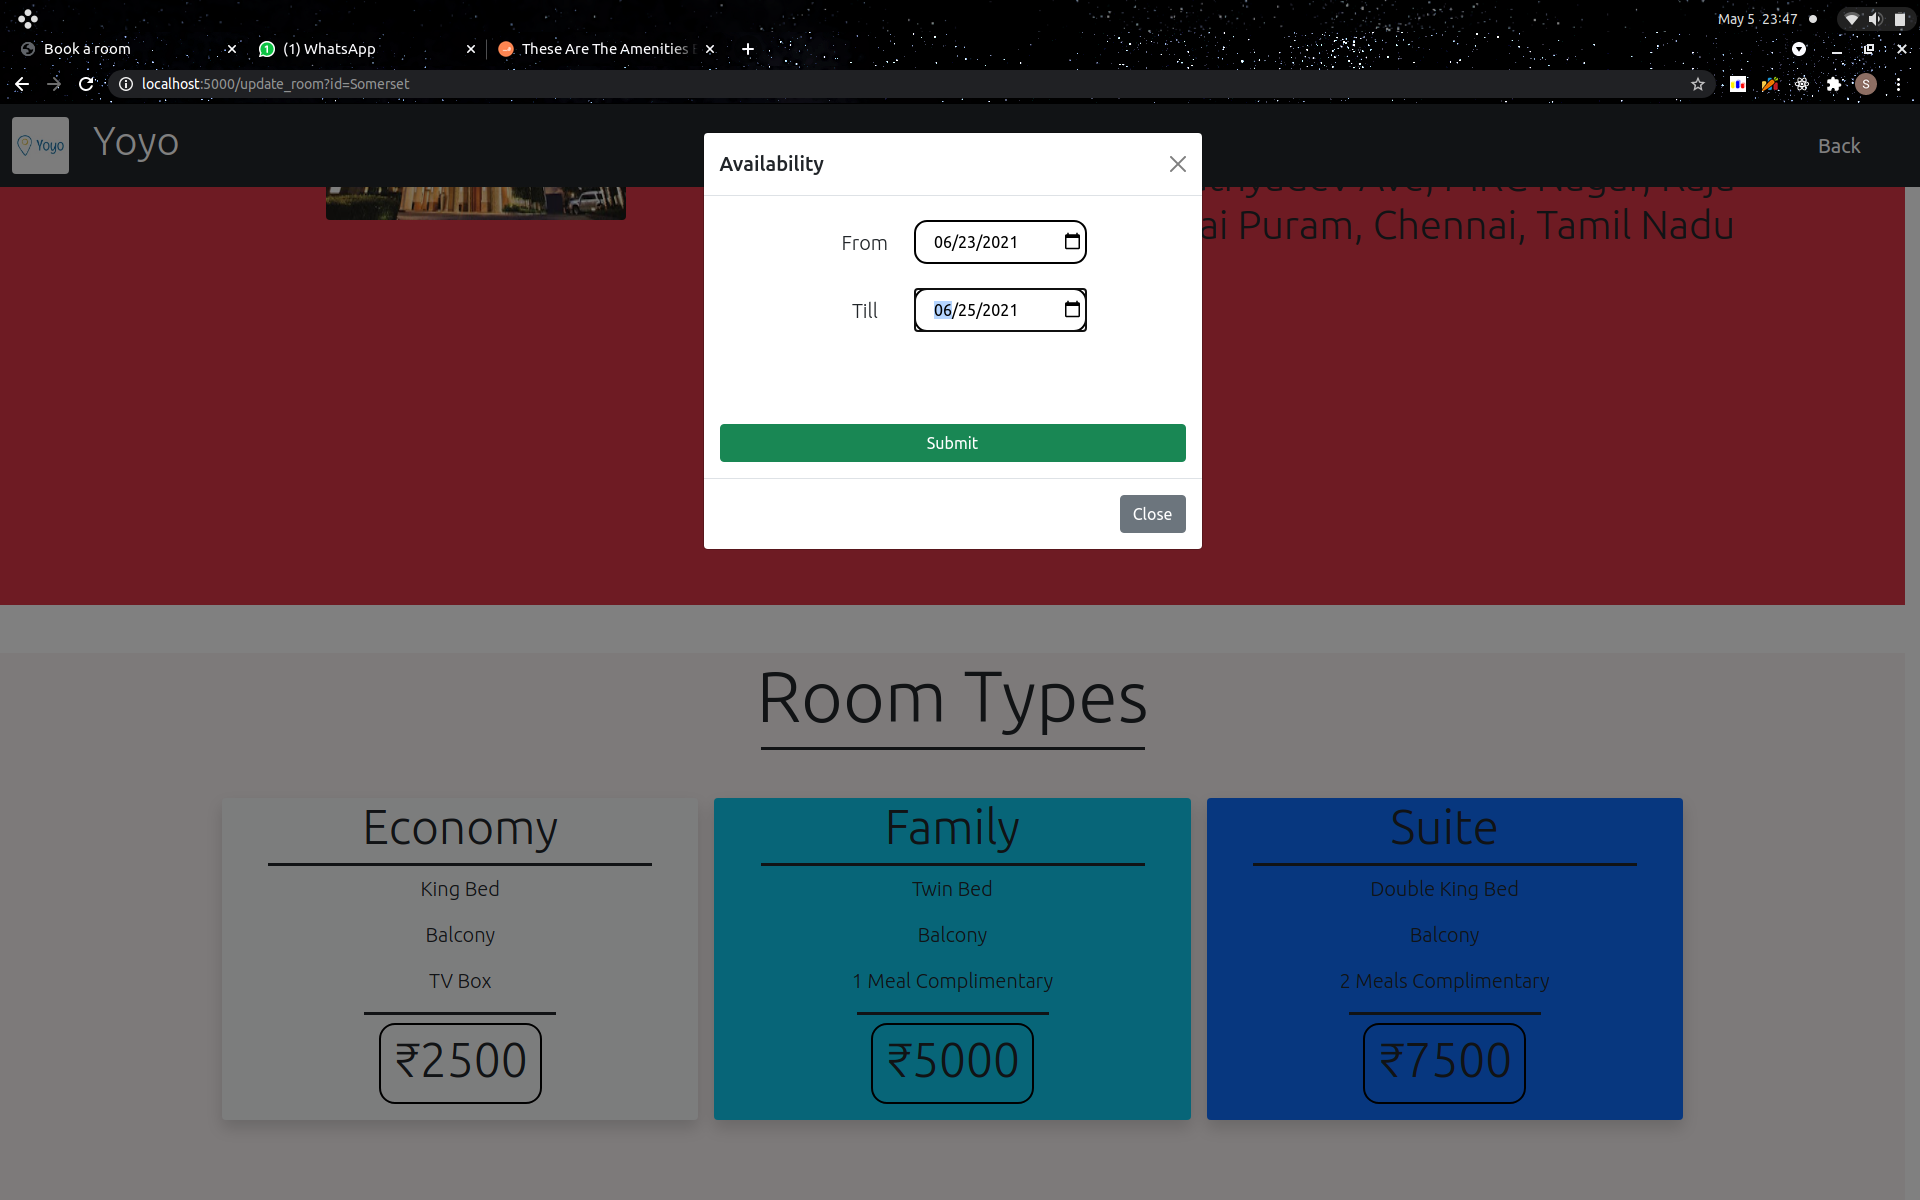 May 5 23:47
Book a room
(1) WhatsApp
These Are The Amenities
localhost:5000/update_room?id=Somerset
S
Yoyo
Yoyo
Back
Availability
From 06/23/2021
ai Puram, Chennai, Tamil Nadu
Till 06/25/2021
Submit
Close
Room Types
Economy
King Bed
Balcony
TV Box
₹2500
Family
Twin Bed
Balcony
1 Meal Complimentary
₹5000
Suite
Double King Bed
Balcony
2 Meals Complimentary
₹7500